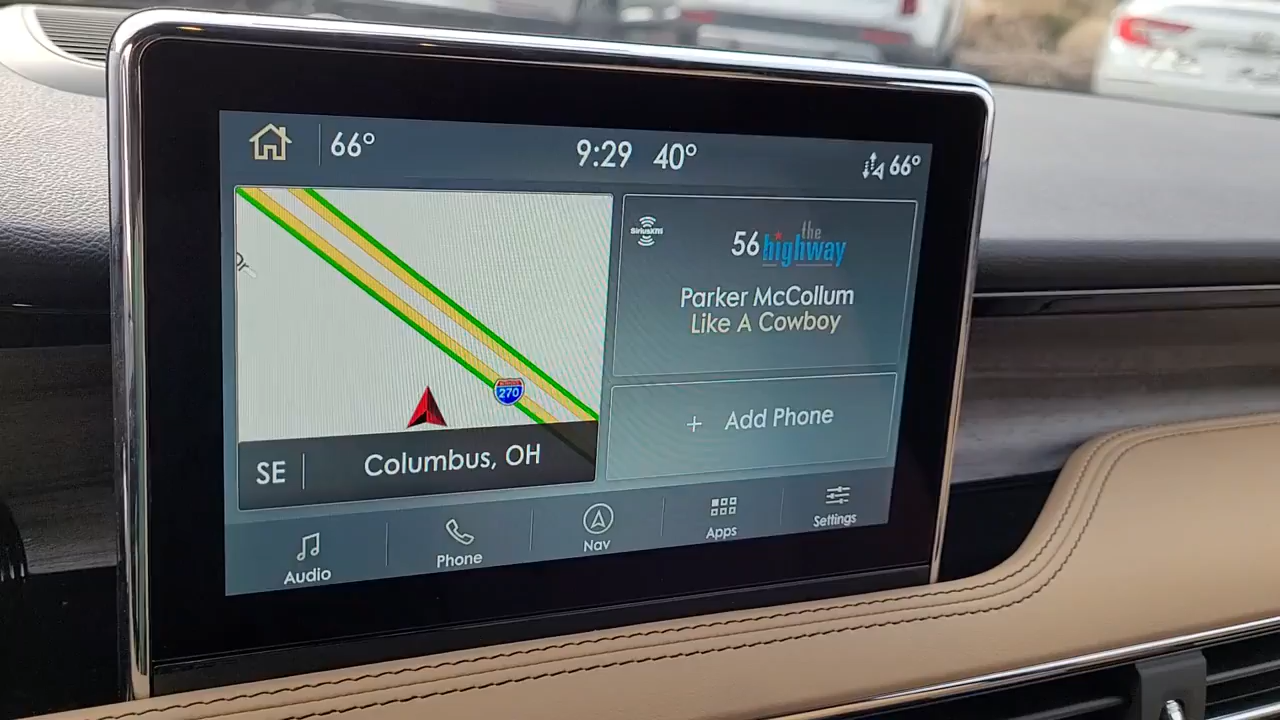 66°
9:29 40°
66°
Dr
270
SE
Columbus, OH
SiriusXM
56 the highway
Parker McCollum
Like A Cowboy
+ Add Phone
Audio
Phone
Nav
Apps
Settings